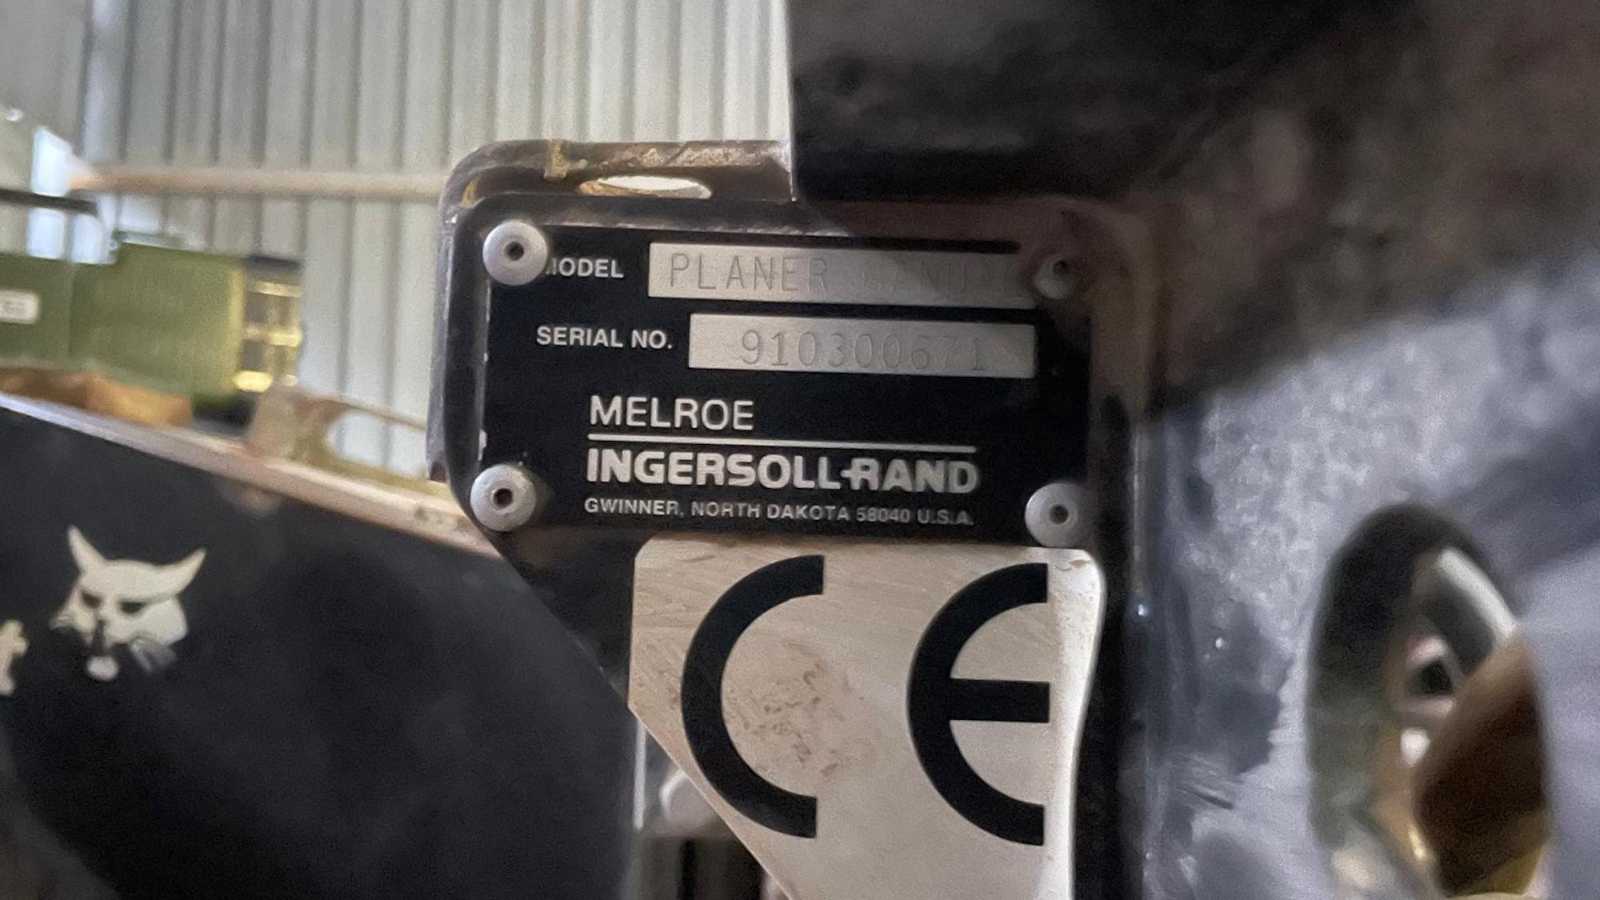 MODEL PLANER
SERIAL NO. 910300671
MELROE
INGERSOLL-RAND
GWINNER, NORTH DAKOTA 58040 U.S.A.
CE